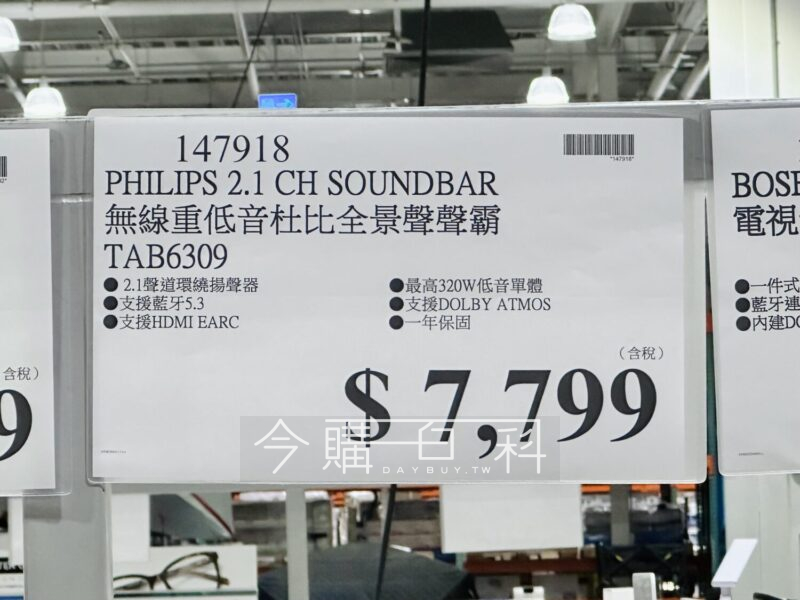 147918
*147918*
PHILIPS 2.1 CH SOUNDBAR
無線重低音杜比全景聲聲霸
TAB6309
●2.1聲道環繞揚聲器
●支援藍牙5.3
●支援HDMI EARC
●最高320W低音單體
●支援DOLBY ATMOS
●一年保固
（含稅）
$ 7,799
今購百科
DAYBUY.TW
含稅）
9
BOSE
電視
●一件式
●藍牙連
●內建DO